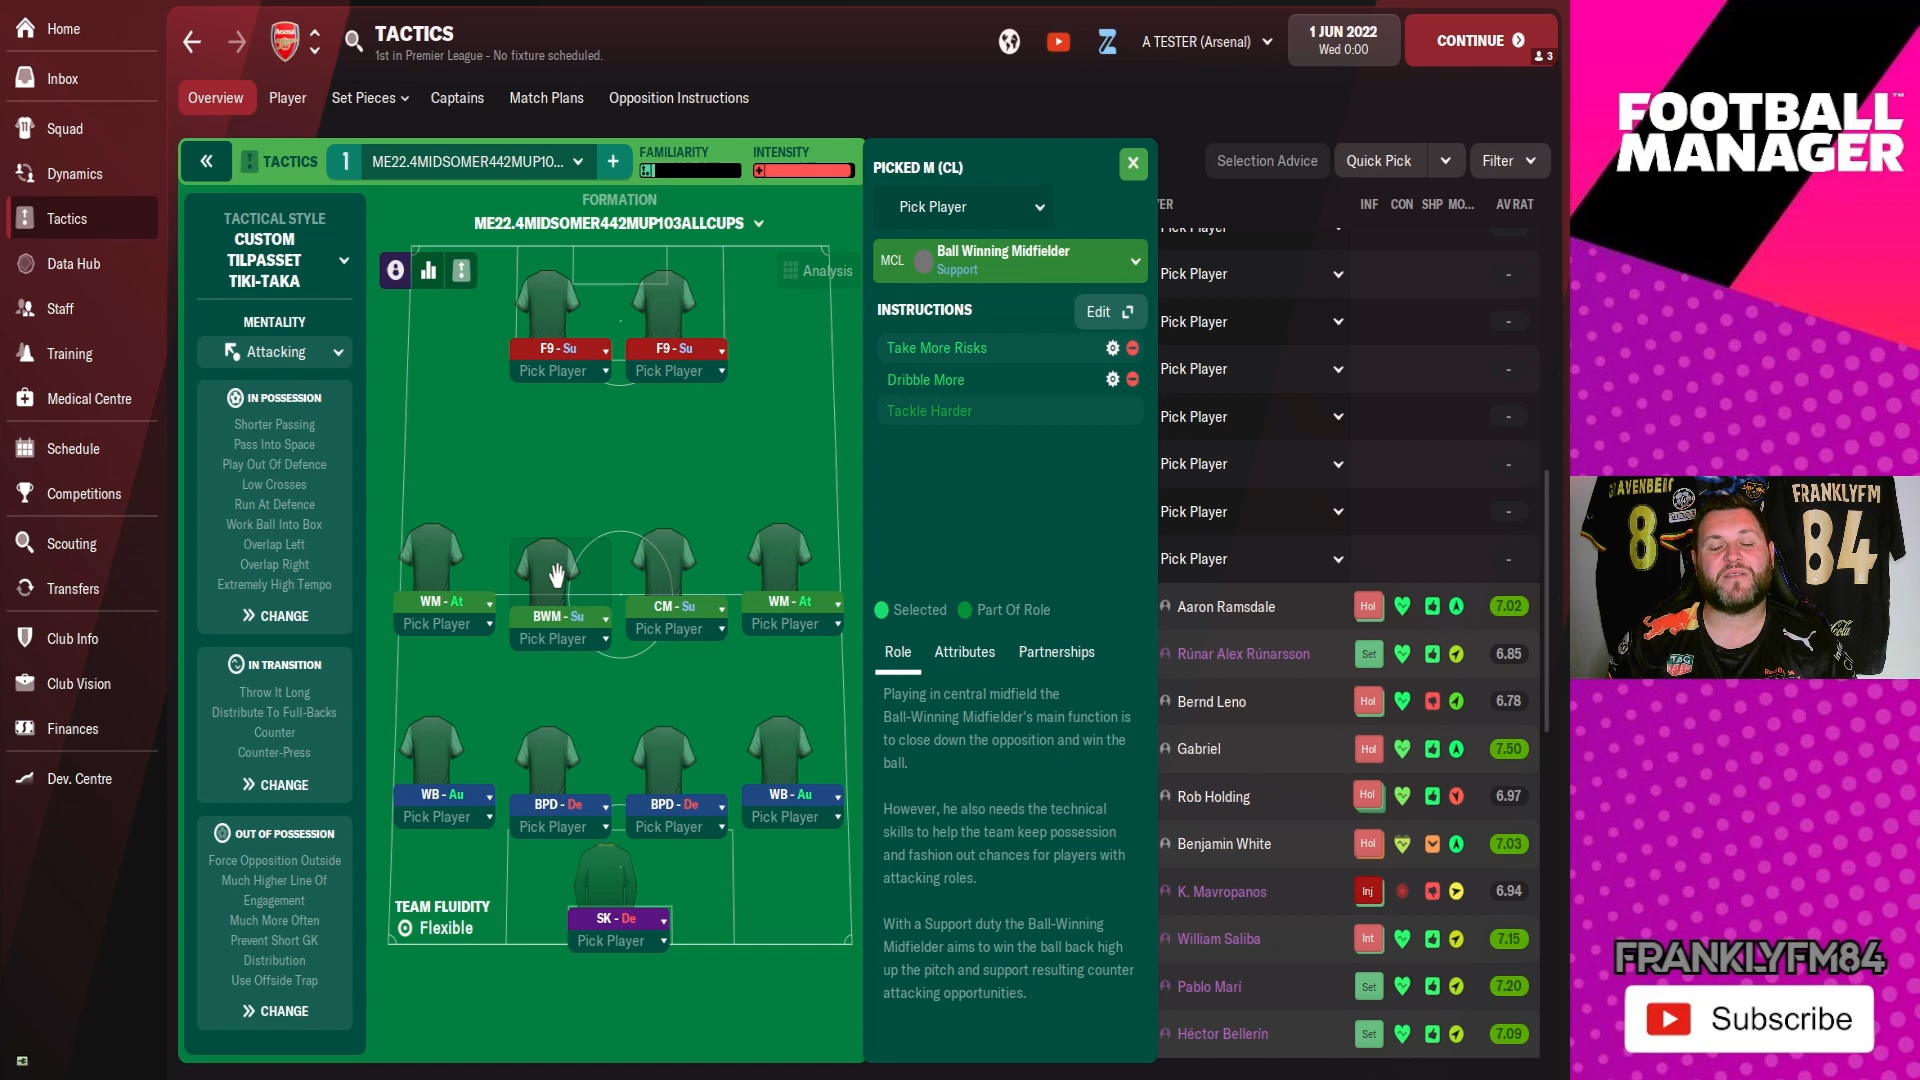 Home
Inbox
Squad
Dynamics
Tactics
Data Hub
Staff
Training
Medical Centre
Schedule
Competitions
Scouting
Transfers
Club Info
Club Vision
Finances
Dev. Centre
Arsenal
TACTICS
1st in Premier League - No fixture scheduled.
A TESTER (Arsenal)
1 JUN 2022
Wed 0:00
CONTINUE
3
Overview
Player
Set Pieces
Captains
Match Plans
Opposition Instructions
TACTICS
1
ME22.4MIDSOMER442MUP10...
+
FAMILIARITY
INTENSITY
TACTICAL STYLE
CUSTOM
TILPASSET
TIKI-TAKA
MENTALITY
Attacking
IN POSSESSION
Shorter Passing
Pass Into Space
Play Out Of Defence
Low Crosses
Run At Defence
Work Ball Into Box
Overlap Left
Overlap Right
Extremely High Tempo
CHANGE
IN TRANSITION
Throw It Long
Distribute To Full-Backs
Counter
Counter-Press
CHANGE
OUT OF POSSESSION
Force Opposition Outside
Much Higher Line Of
Engagement
Much More Often
Prevent Short GK
Distribution
Use Offside Trap
CHANGE
FORMATION
ME22.4MIDSOMER442MUP103ALLCUPS
Analysis
F9 - Su
Pick Player
F9 - Su
Pick Player
WM - At
Pick Player
BWM - Su
Pick Player
CM - Su
Pick Player
WM - At
Pick Player
WB - Au
Pick Player
BPD - De
Pick Player
BPD - De
Pick Player
WB - Au
Pick Player
SK - De
Pick Player
TEAM FLUIDITY
Flexible
PICKED M (CL)
Pick Player
MCL
Ball Winning Midfielder
Support
INSTRUCTIONS
Edit
Take More Risks
Dribble More
Tackle Harder
Selected
Part Of Role
Role
Attributes
Partnerships
Playing in central midfield the
Ball-Winning Midfielder's main function is
to close down the opposition and win the
ball.
However, he also needs the technical
skills to help the team keep possession
and fashion out chances for players with
attacking roles.
With a Support duty the Ball-Winning
Midfielder aims to win the ball back high
up the pitch and support resulting counter
attacking opportunities.
Selection Advice
Quick Pick
Filter
INF CON SHP MO... AV RAT
Pick Player
Pick Player -
Pick Player -
Pick Player -
Pick Player -
Pick Player -
Pick Player -
Pick Player -
Aaron Ramsdale Hol 7.02
Rúnar Alex Rúnarsson Set 6.85
Bernd Leno Hol 6.78
Gabriel Hol 7.50
Rob Holding Hol 6.97
Benjamin White Hol 7.03
K. Mavropanos Inj 6.94
William Saliba Int 7.15
Pablo Marí Set 7.20
Héctor Bellerín Set 7.09
FOOTBALL
MANAGER™
8
FRANKLYFM
84
FRANKLYFM84
Subscribe